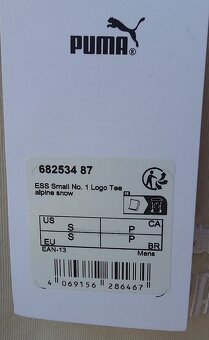 PUMA®
682534 87
ESS Small No. 1 Logo Tee
alpine snow
US S P CA
EU S P BR
EAN-13 Mens
4 069156 286467